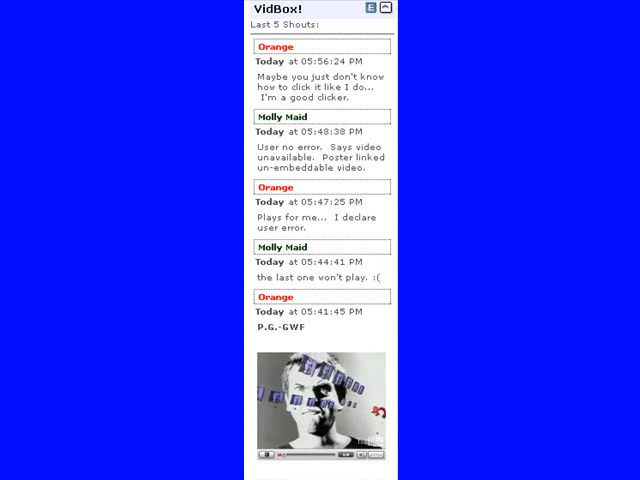 VidBox!
E
Last 5 Shouts:
Orange
Today at 05:56:24 PM
Maybe you just don't know
how to click it like I do...
I'm a good clicker.
Molly Maid
Today at 05:48:38 PM
User no error.  Says video
unavailable.  Poster linked
un-embeddable video.
Orange
Today at 05:47:25 PM
Plays for me...  I declare
user error.
Molly Maid
Today at 05:44:41 PM
the last one won't play. :(
Orange
Today at 05:41:45 PM
P.G.-GWF